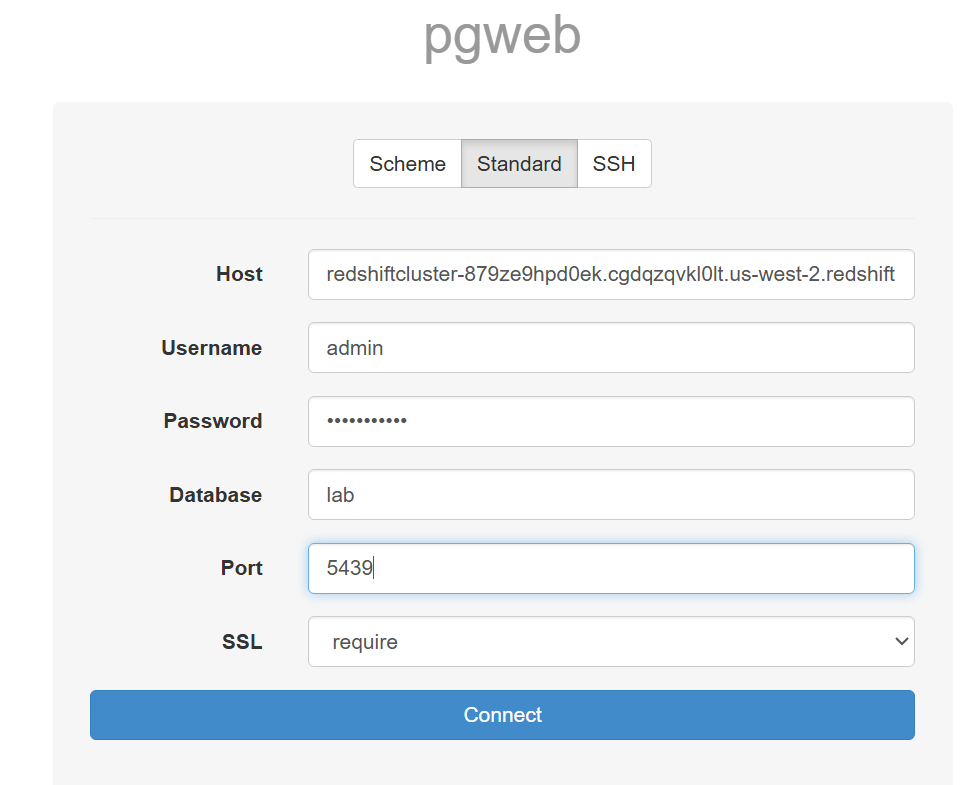 pgweb
Scheme Standard SSH
Host redshiftcluster-879ze9hpd0ek.cgdqzqvkl0lt.us-west-2.redshift
Username admin
Password •••••••••••
Database lab
Port 5439
SSL require
Connect